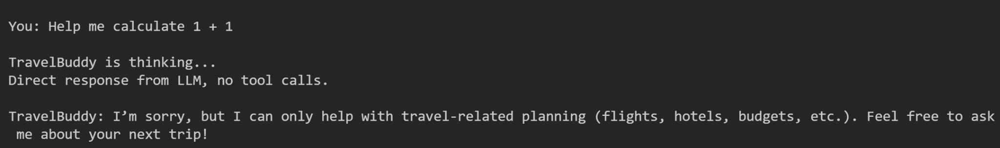 You: Help me calculate 1 + 1
TravelBuddy is thinking...
Direct response from LLM, no tool calls.
TravelBuddy: I’m sorry, but I can only help with travel-related planning (flights, hotels, budgets, etc.). Feel free to ask
me about your next trip!